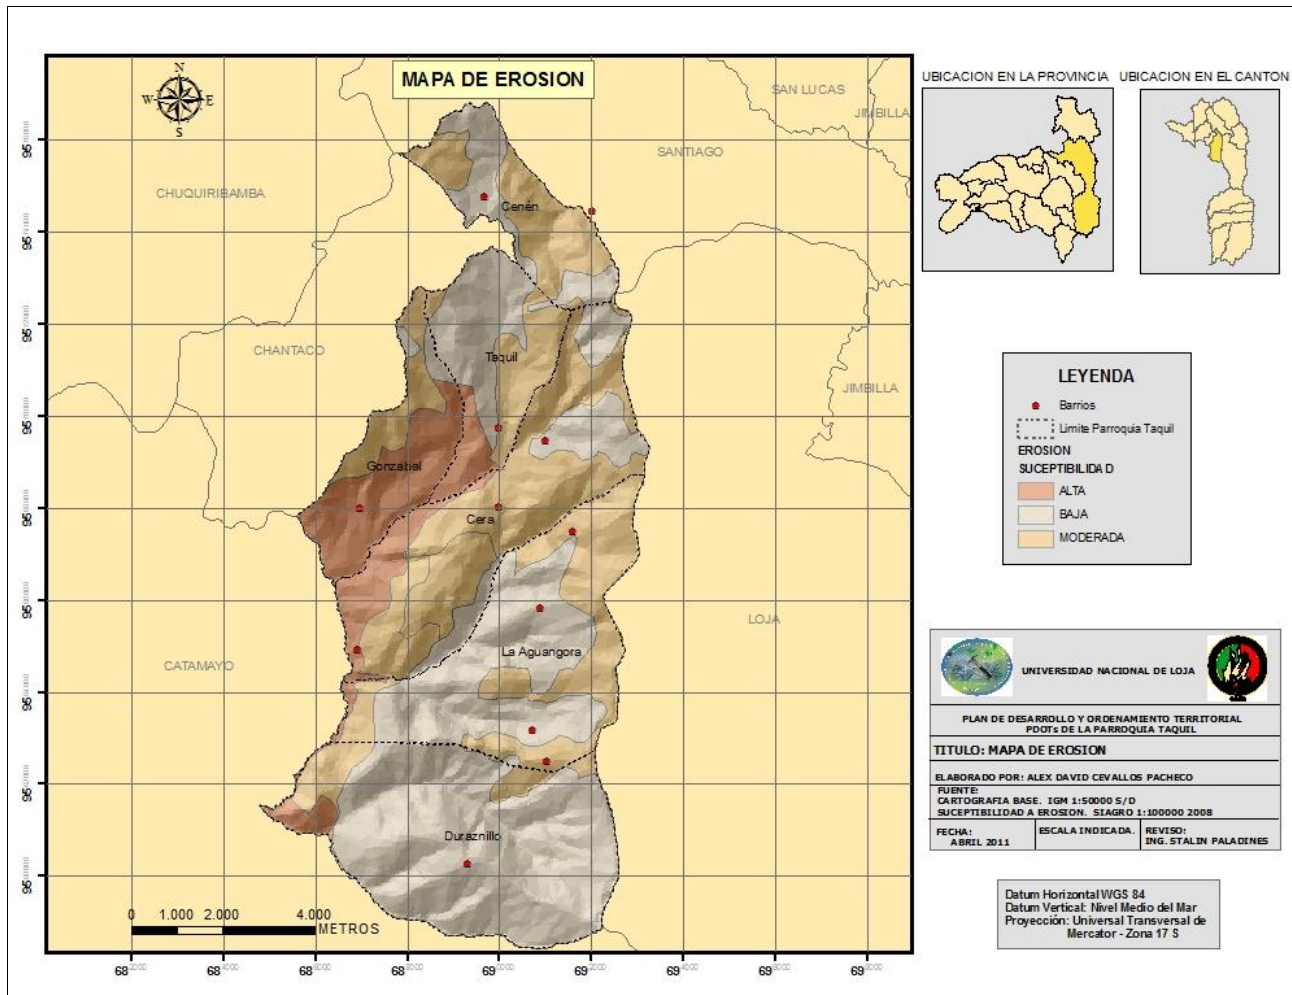 MAPA DE EROSION
N
W
E
S
SAN LUCAS
JIMBILLA
SANTIAGO
CHUQUIRIBAMBA
Cenén
CHANTACO
Taquil
JIMBILLA
Gonzabal
Cera
LOJA
La Aguangora
CATAMAYO
Duraznillo
0 1.000 2.000 4.000
METROS
UBICACION EN LA PROVINCIA
UBICACION EN EL CANTON
LEYENDA
Barrios
Limite Parroquia Taquil
EROSION
SUCEPTIBILIDAD
ALTA
BAJA
MODERADA
UNIVERSIDAD NACIONAL DE LOJA
PLAN DE DESARROLLO Y ORDENAMIENTO TERRITORIAL
PDOTs DE LA PARROQUIA TAQUIL
TITULO: MAPA DE EROSION
ELABORADO POR: ALEX DAVID CEVALLOS PACHECO
FUENTE:
CARTOGRAFIA BASE. IGM 1:50000 S/D
SUCEPTIBILIDAD A EROSION. SIAGRO 1:100000 2008
FECHA:
ABRIL 2011
ESCALA INDICADA.
REVISO:
ING. STALIN PALADINES
Datum Horizontal WGS 84
Datum Vertical: Nivel Medio del Mar
Proyección: Universal Transversal de
Mercator - Zona 17 S